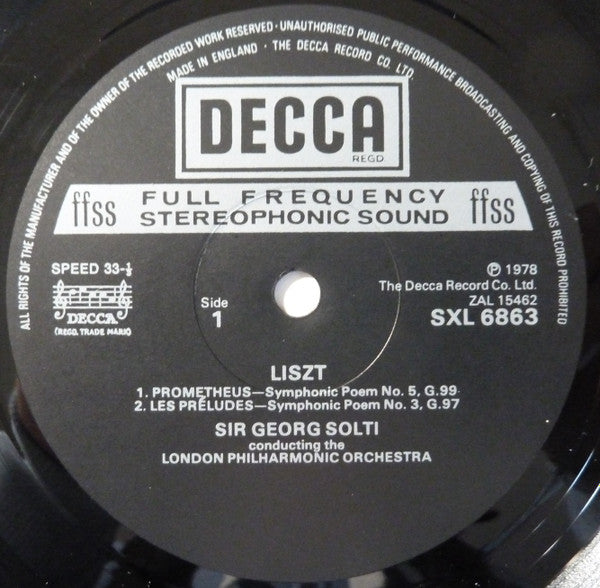 ALL RIGHTS OF THE MANUFACTURER AND OF THE OWNER OF THE RECORDED WORK RESERVED · UNAUTHORISED PUBLIC PERFORMANCE BROADCASTING AND COPYING OF THIS RECORD PROHIBITED
MADE IN ENGLAND · THE DECCA RECORD CO. LTD.
DECCA
REGD.
ffss FULL FREQUENCY STEREOPHONIC SOUND ffss
SPEED 33-⅓
DECCA
(REGD. TRADE MARK)
Side
1
℗ 1978
The Decca Record Co. Ltd.
ZAL 15462
SXL 6863
LISZT
1. PROMETHEUS—Symphonic Poem No. 5, G.99
2. LES PRÉLUDES—Symphonic Poem No. 3, G.97
SIR GEORG SOLTI
conducting the
LONDON PHILHARMONIC ORCHESTRA